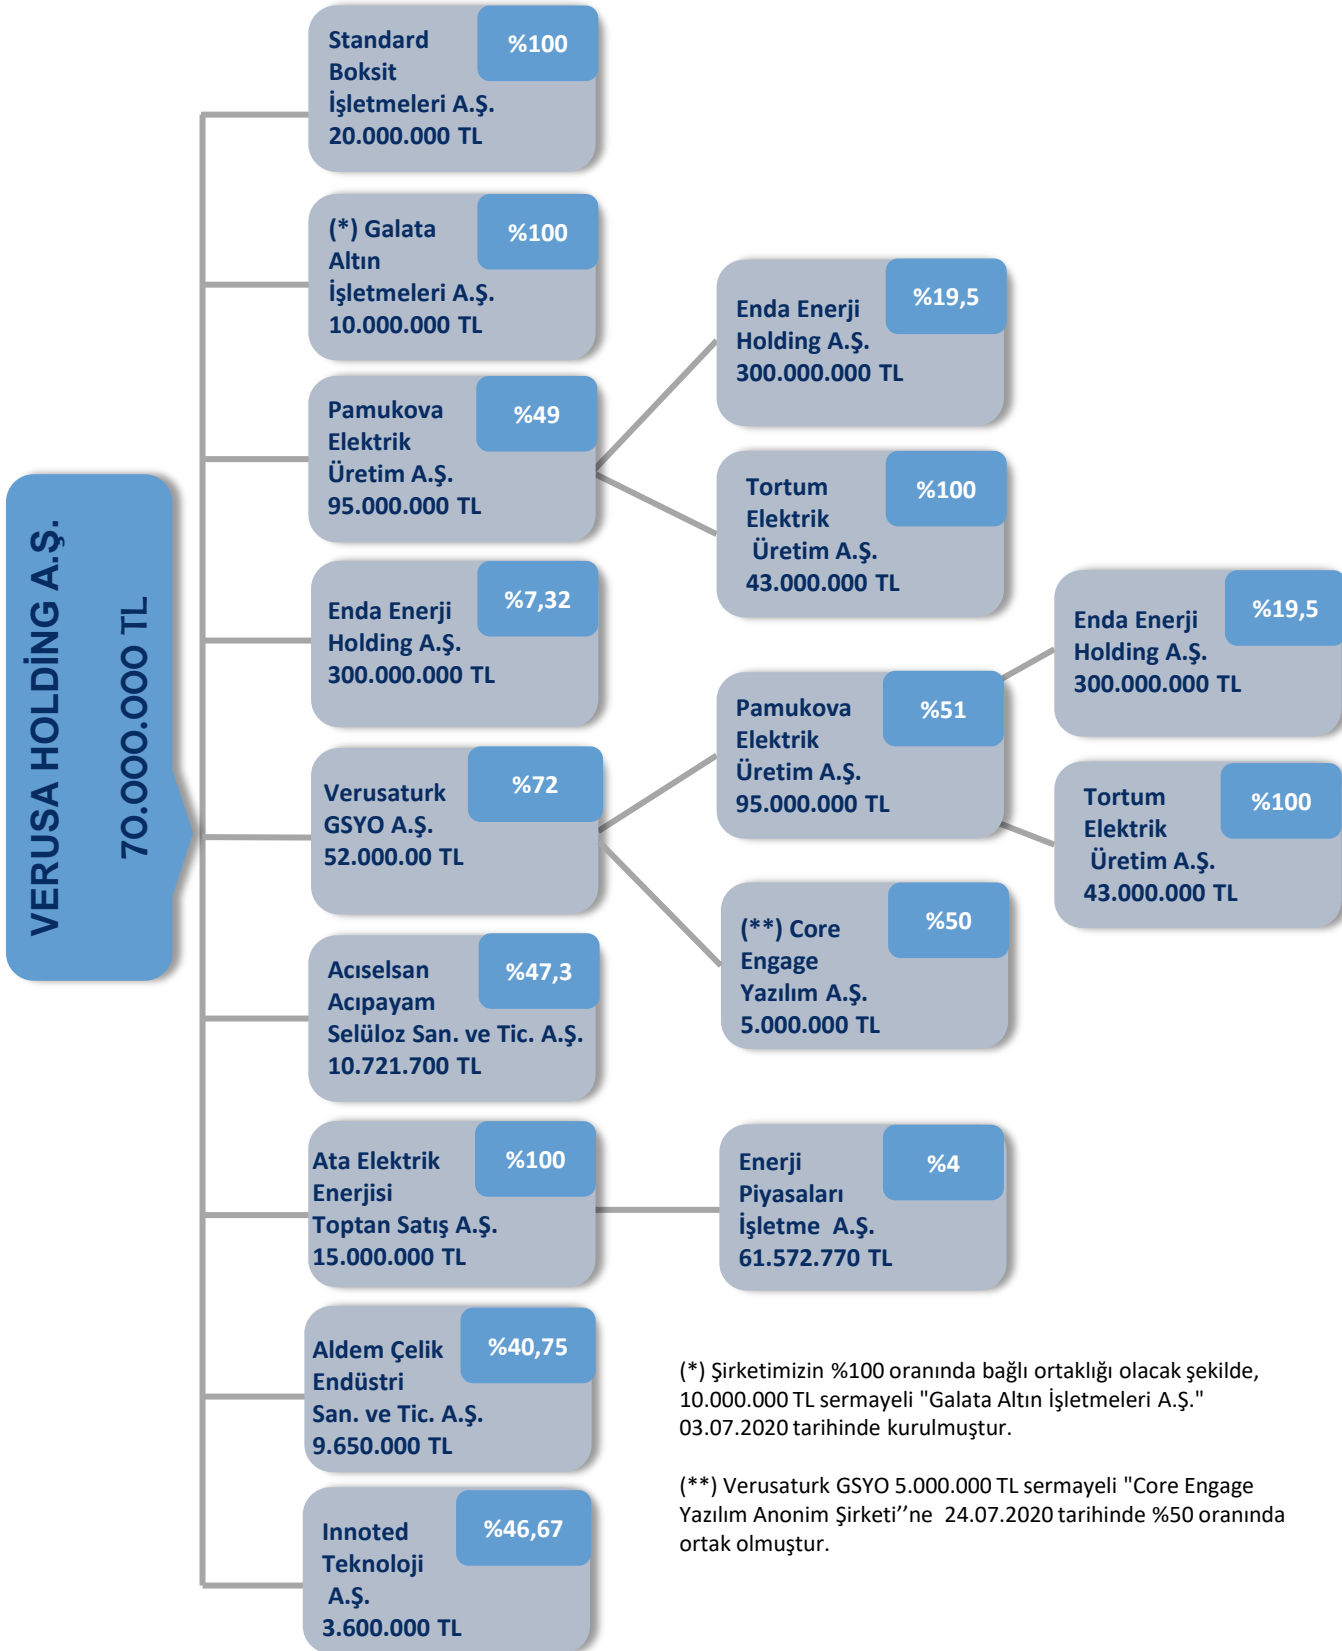 VERUSA HOLDİNG A.Ş.
70.000.000 TL
Standard
Boksit
İşletmeleri A.Ş.
20.000.000 TL
%100
(*) Galata
Altın
İşletmeleri A.Ş.
10.000.000 TL
%100
Pamukova
Elektrik
Üretim A.Ş.
95.000.000 TL
%49
Enda Enerji
Holding A.Ş.
300.000.000 TL
%19,5
Tortum
Elektrik
Üretim A.Ş.
43.000.000 TL
%100
Enda Enerji
Holding A.Ş.
300.000.000 TL
%7,32
Verusaturk
GSYO A.Ş.
52.000.00 TL
%72
Pamukova
Elektrik
Üretim A.Ş.
95.000.000 TL
%51
Enda Enerji
Holding A.Ş.
300.000.000 TL
%19,5
Tortum
Elektrik
Üretim A.Ş.
43.000.000 TL
%100
(**) Core
Engage
Yazılım A.Ş.
5.000.000 TL
%50
Acıselsan
Acıpayam
Selüloz San. ve Tic. A.Ş.
10.721.700 TL
%47,3
Ata Elektrik
Enerjisi
Toptan Satış A.Ş.
15.000.000 TL
%100
Enerji
Piyasaları
İşletme A.Ş.
61.572.770 TL
%4
Aldem Çelik
Endüstri
San. ve Tic. A.Ş.
9.650.000 TL
%40,75
Innoted
Teknoloji
A.Ş.
3.600.000 TL
%46,67
(*) Şirketimizin %100 oranında bağlı ortaklığı olacak şekilde,
10.000.000 TL sermayeli "Galata Altın İşletmeleri A.Ş."
03.07.2020 tarihinde kurulmuştur.
(**) Verusaturk GSYO 5.000.000 TL sermayeli "Core Engage
Yazılım Anonim Şirketi’’ne 24.07.2020 tarihinde %50 oranında
ortak olmuştur.